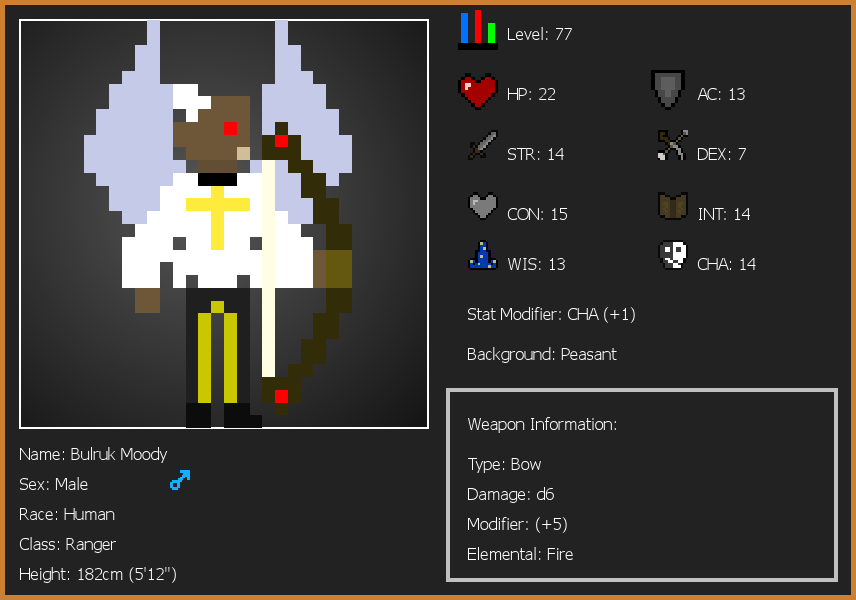 Level: 77
HP: 22
AC: 13
STR: 14
DEX: 7
CON: 15
INT: 14
WIS: 13
CHA: 14
Stat Modifier: CHA (+1)
Background: Peasant
Weapon Information:
Type: Bow
Damage: d6
Modifier: (+5)
Elemental: Fire
Name: Bulruk Moody
Sex: Male
Race: Human
Class: Ranger
Height: 182cm (5'12")